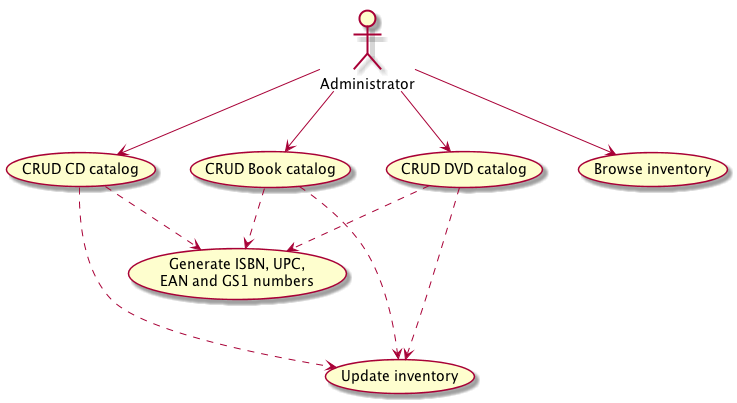 Administrator
CRUD CD catalog
CRUD Book catalog
CRUD DVD catalog
Browse inventory
Generate ISBN, UPC,
EAN and GS1 numbers
Update inventory